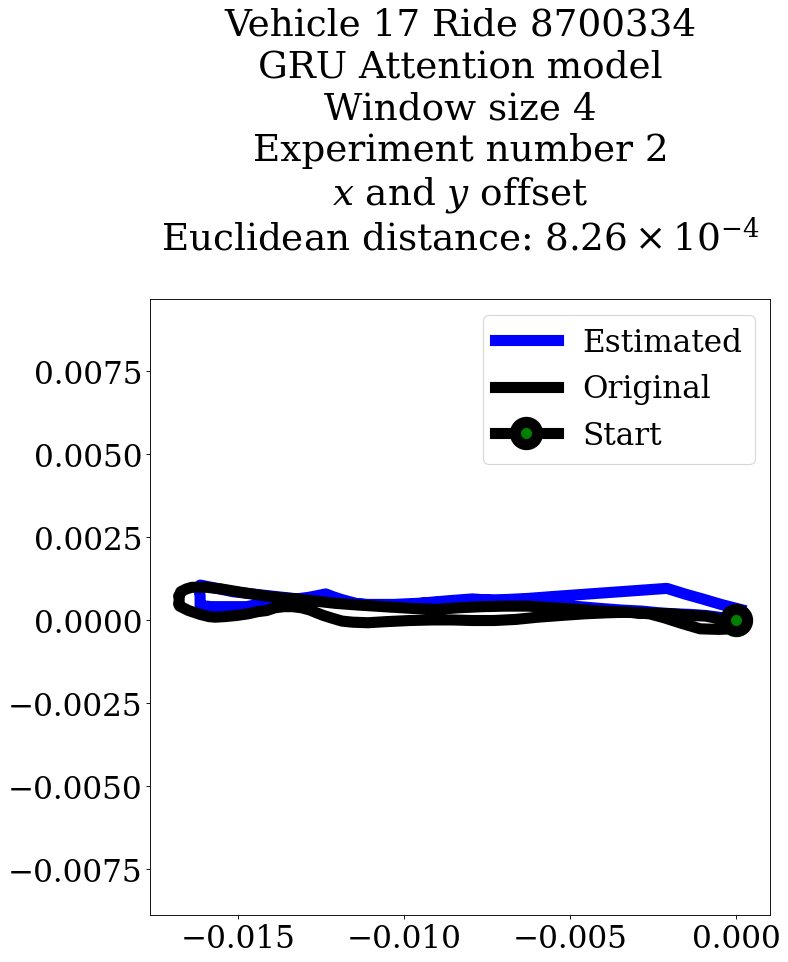 Vehicle 17 Ride 8700334
GRU Attention model
Window size 4
Experiment number 2
x and y offset
Euclidean distance: 8.26 × 10⁻⁴
Estimated
Original
Start
0.0075
0.0050
0.0025
0.0000
−0.0025
−0.0050
−0.0075
−0.015 −0.010 −0.005 0.000